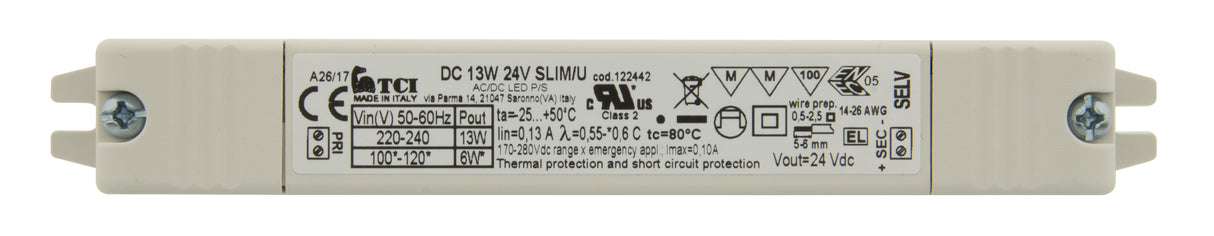 A26/17
TCI
MADE IN ITALY
CE
PRI
DC 13W 24V SLIM/U cod.122442
AC/DC LED P/S
via Parma 14, 21047 Saronno(VA) Italy
Vin(V) 50-60Hz Pout
220-240 13W
100*-120* 6W*
ta=-25...+50°C
Iin=0,13 A λ=0,55-*0.6 C tc=80°C
170-280Vdc range x emergency appl; Imax=0,10A
Thermal protection and short circuit protection
c RU us
Class 2
M M 100
ENEC 05
wire prep.
0,5-2,5 14-26 AWG
5-6 mm
EL
Vout=24 Vdc
+ SEC -
SELV